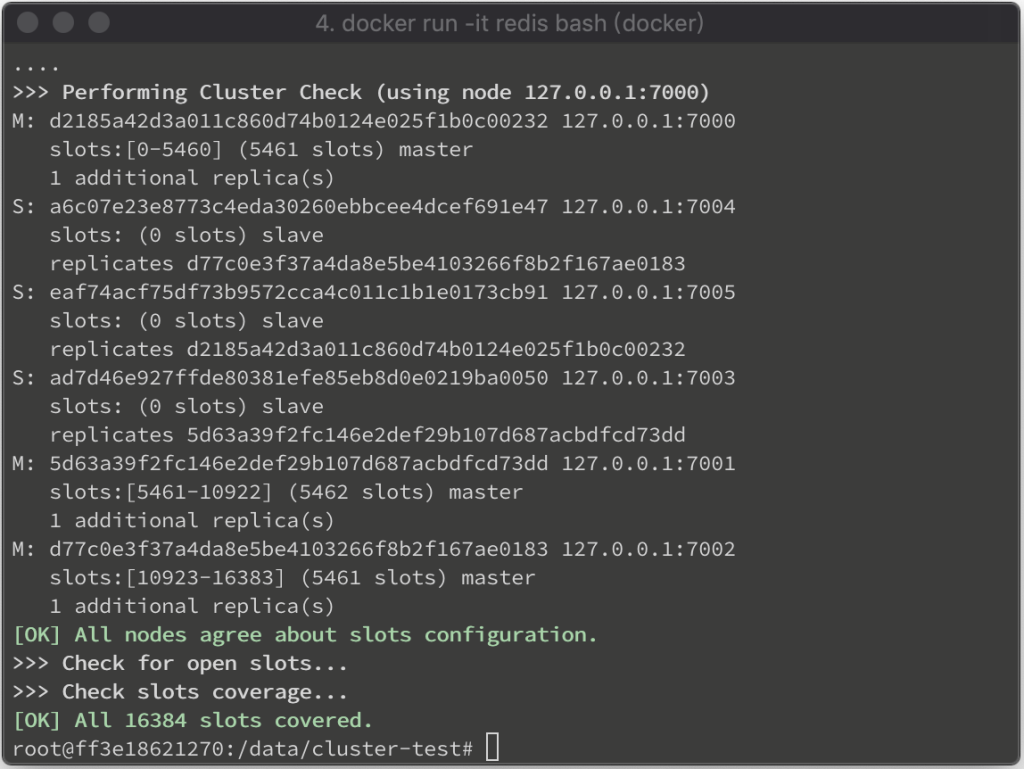 4. docker run -it redis bash (docker)
....
>>> Performing Cluster Check (using node 127.0.0.1:7000)
M: d2185a42d3a011c860d74b0124e025f1b0c00232 127.0.0.1:7000
   slots:[0-5460] (5461 slots) master
   1 additional replica(s)
S: a6c07e23e8773c4eda30260ebbcee4dcef691e47 127.0.0.1:7004
   slots: (0 slots) slave
   replicates d77c0e3f37a4da8e5be4103266f8b2f167ae0183
S: eaf74acf75df73b9572cca4c011c1b1e0173cb91 127.0.0.1:7005
   slots: (0 slots) slave
   replicates d2185a42d3a011c860d74b0124e025f1b0c00232
S: ad7d46e927ffde80381efe85eb8d0e0219ba0050 127.0.0.1:7003
   slots: (0 slots) slave
   replicates 5d63a39f2fc146e2def29b107d687acbdfcd73dd
M: 5d63a39f2fc146e2def29b107d687acbdfcd73dd 127.0.0.1:7001
   slots:[5461-10922] (5462 slots) master
   1 additional replica(s)
M: d77c0e3f37a4da8e5be4103266f8b2f167ae0183 127.0.0.1:7002
   slots:[10923-16383] (5461 slots) master
   1 additional replica(s)
[OK] All nodes agree about slots configuration.
>>> Check for open slots...
>>> Check slots coverage...
[OK] All 16384 slots covered.
root@ff3e18621270:/data/cluster-test#